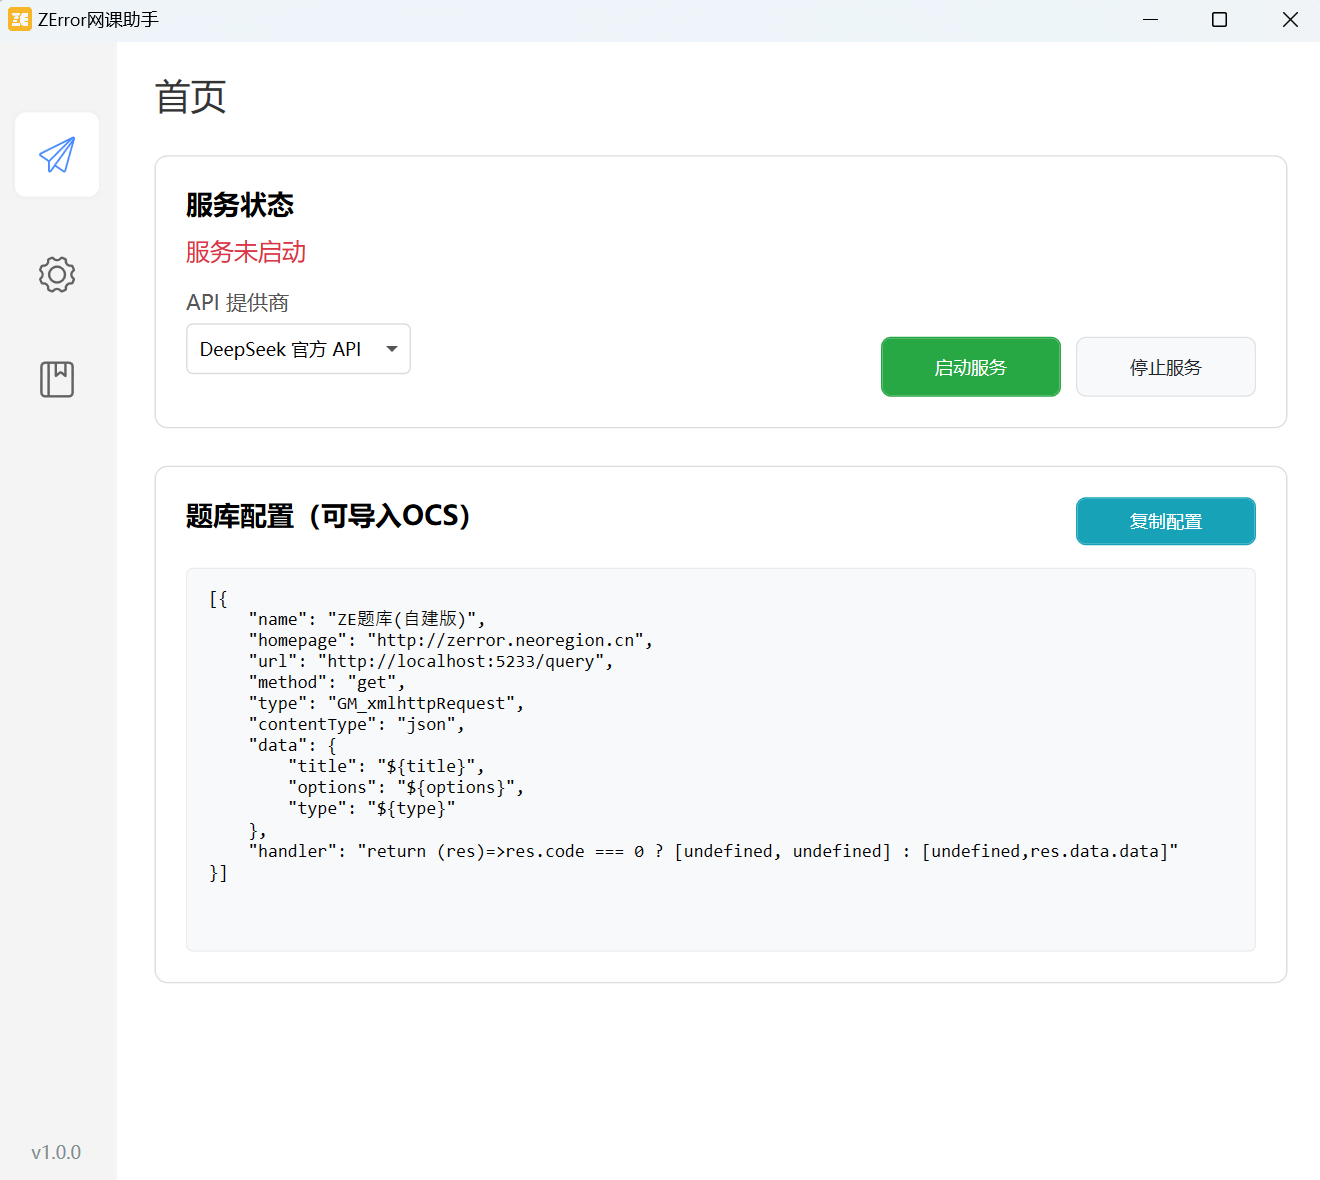 ZE ZError网课助手
首页
服务状态
服务未启动
API 提供商
DeepSeek 官方 API
启动服务 停止服务
题库配置（可导入OCS） 复制配置
[{
    "name": "ZE题库(自建版)",
    "homepage": "http://zerror.neoregion.cn",
    "url": "http://localhost:5233/query",
    "method": "get",
    "type": "GM_xmlhttpRequest",
    "contentType": "json",
    "data": {
        "title": "${title}",
        "options": "${options}",
        "type": "${type}"
    },
    "handler": "return (res)=>res.code === 0 ? [undefined, undefined] : [undefined,res.data.data]"
}]
v1.0.0